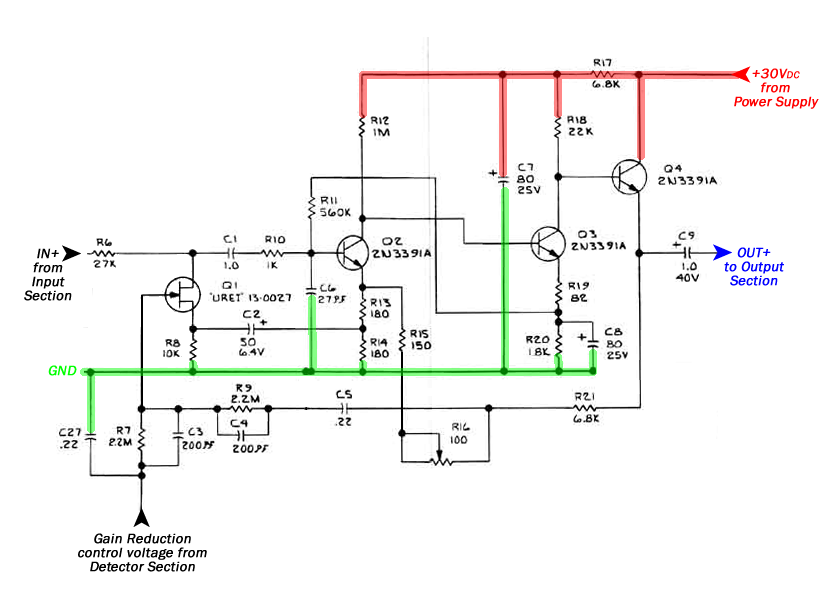 R17
6.8K
+30VDC
from
Power Supply
R12
1M
R18
22K
C7
80
25V
+
Q4
2N3391A
R11
560K
IN+
from
Input
Section
R6
27K
C1
1.0
R10
1K
Q2
2N3391A
Q3
2N3391A
C9
+
1.0
40V
OUT+
to Output
Section
Q1
"URET" 13-0027
C6
27PF
R19
82
R13
180
C2
+
50
6.4V
R8
10K
R14
180
R15
150
R20
1.8K
C8
+
80
25V
GND
R9
2.2M
C5
.22
R21
6.8K
C27
.22
R7
2.2M
C3
200PF
C4
200PF
R16
100
Gain Reduction
control voltage from
Detector Section